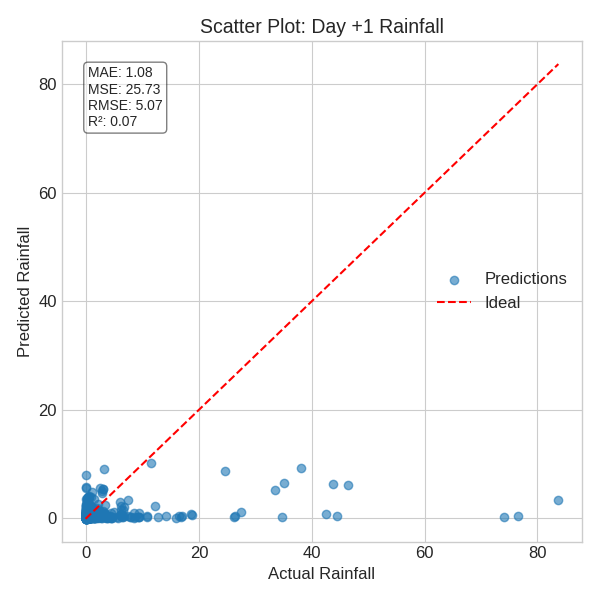 Scatter Plot: Day +1 Rainfall
MAE: 1.08
MSE: 25.73
RMSE: 5.07
R²: 0.07
Predicted Rainfall
80
60
40
20
0
Predictions
Ideal
0 20 40 60 80
Actual Rainfall